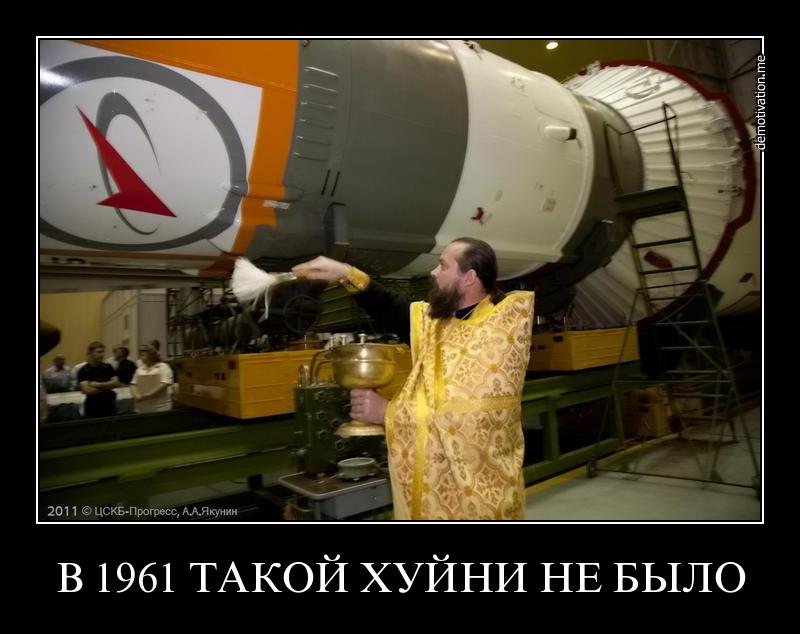 demotivation.me
2011 © ЦСКБ-Прогресс, А.А.Якунин
В 1961 ТАКОЙ ХУЙНИ НЕ БЫЛО